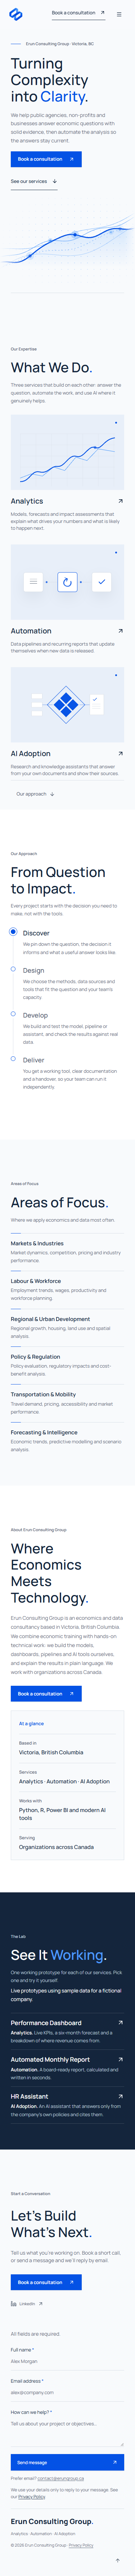 Book a consultation
Erun Consulting Group · Victoria, BC
Turning
Complexity
into Clarity.
We help public agencies, non-profits and
businesses answer economic questions with
solid evidence, then automate the analysis so
the answers stay current.
Book a consultation
See our services
Our Expertise
What We Do.
Three services that build on each other, answer the
question, automate the work, and use AI where it
genuinely helps.
Analytics
Models, forecasts and impact assessments that
explain what drives your numbers and what is likely
to happen next.
Automation
Data pipelines and recurring reports that update
themselves when new data is released.
AI Adoption
Research and knowledge assistants that answer
from your own documents and show their sources.
Our approach
Our Approach
From Question
to Impact.
Every project starts with the decision you need to
make, not with the tools.
Discover
We pin down the question, the decision it
informs and what a useful answer looks like.
Design
We choose the methods, data sources and
tools that fit the question and your team's
capacity.
Develop
We build and test the model, pipeline or
assistant, and check the results against real
data.
Deliver
You get a working tool, clear documentation
and a handover, so your team can run it
independently.
Areas of Focus
Areas of Focus.
Where we apply economics and data most often.
Markets & Industries
Market dynamics, competition, pricing and industry
performance.
Labour & Workforce
Employment trends, wages, productivity and
workforce planning.
Regional & Urban Development
Regional growth, housing, land use and spatial
analysis.
Policy & Regulation
Policy evaluation, regulatory impacts and cost-
benefit analysis.
Transportation & Mobility
Travel demand, pricing, accessibility and market
performance.
Forecasting & Intelligence
Economic trends, predictive modelling and scenario
analysis.
About Erun Consulting Group
Where
Economics
Meets
Technology.
Erun Consulting Group is an economics and data
consultancy based in Victoria, British Columbia.
We combine economic training with hands-on
technical work: we build the models,
dashboards, data pipelines and AI tools
ourselves, and explain the results in plain language. We
work with organizations across Canada.
Book a consultation
At a glance
Based in
Victoria, British Columbia
Services
Analytics · Automation · AI Adoption
Works with
Python, R, Power BI and modern AI
tools
Serving
Organizations across Canada
The Lab
See It Working.
One working prototype for each of our services. Pick
one and try it yourself.
Live prototypes using sample data for a fictional
company.
Performance Dashboard
Analytics. Live KPIs, a six-month forecast and a
breakdown of where revenue comes from.
Automated Monthly Report
Automation. A board-ready report, calculated and
written in seconds.
HR Assistant
AI Adoption. An AI assistant that answers only from
the company's own policies and cites them.
Start a Conversation
Let's Build
What's Next.
Tell us what you're working on. Book a short call,
or send a message and we'll reply by email.
Book a consultation
LinkedIn
All fields are required.
Full name *
Alex Morgan
Email address *
alex@company.com
How can we help? *
Tell us about your project or objectives...
Send message
Prefer email? contact@erungroup.ca
We use your details only to reply to your message. See
our Privacy Policy.
Erun Consulting Group.
Analytics · Automation · AI Adoption
© 2026 Erun Consulting Group · Privacy Policy